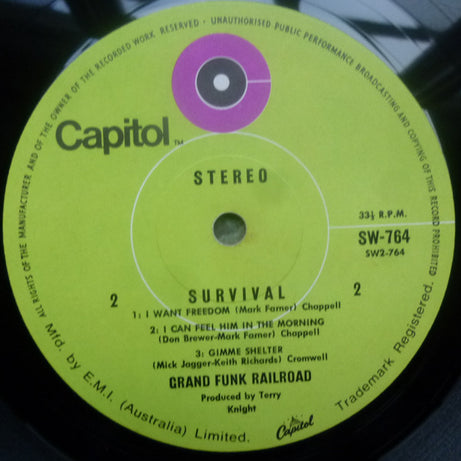 ALL RIGHTS OF THE MANUFACTURER AND OF THE OWNER OF THE RECORDED WORK RESERVED · UNAUTHORISED PUBLIC PERFORMANCE BROADCASTING AND COPYING OF THIS RECORD PROHIBITED
Capitol TM
STEREO
33⅓ R.P.M.
SW-764
SW2-764
2 SURVIVAL 2
1: I WANT FREEDOM (Mark Farner) Chappell
2: I CAN FEEL HIM IN THE MORNING
(Don Brewer-Mark Farner) Chappell
3: GIMME SHELTER
(Mick Jagger-Keith Richards) Cromwell
GRAND FUNK RAILROAD
Produced by Terry
Knight
Mfd. by E.M.I. (Australia) Limited.
Capitol
Trademark Registered.